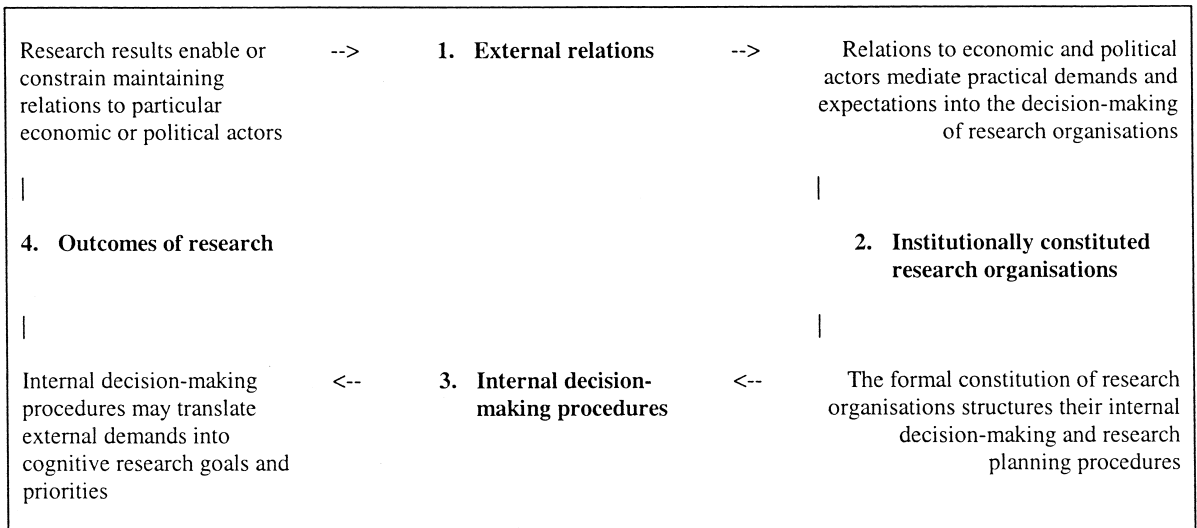 Research results enable or
constrain maintaining
relations to particular
economic or political actors
-->
1. External relations
-->
Relations to economic and political
actors mediate practical demands and
expectations into the decision-making
of research organisations
|
|
4. Outcomes of research
2. Institutionally constituted
research organisations
|
|
Internal decision-making
procedures may translate
external demands into
cognitive research goals and
priorities
<--
3. Internal decision-
making procedures
<--
The formal constitution of research
organisations structures their internal
decision-making and research
planning procedures